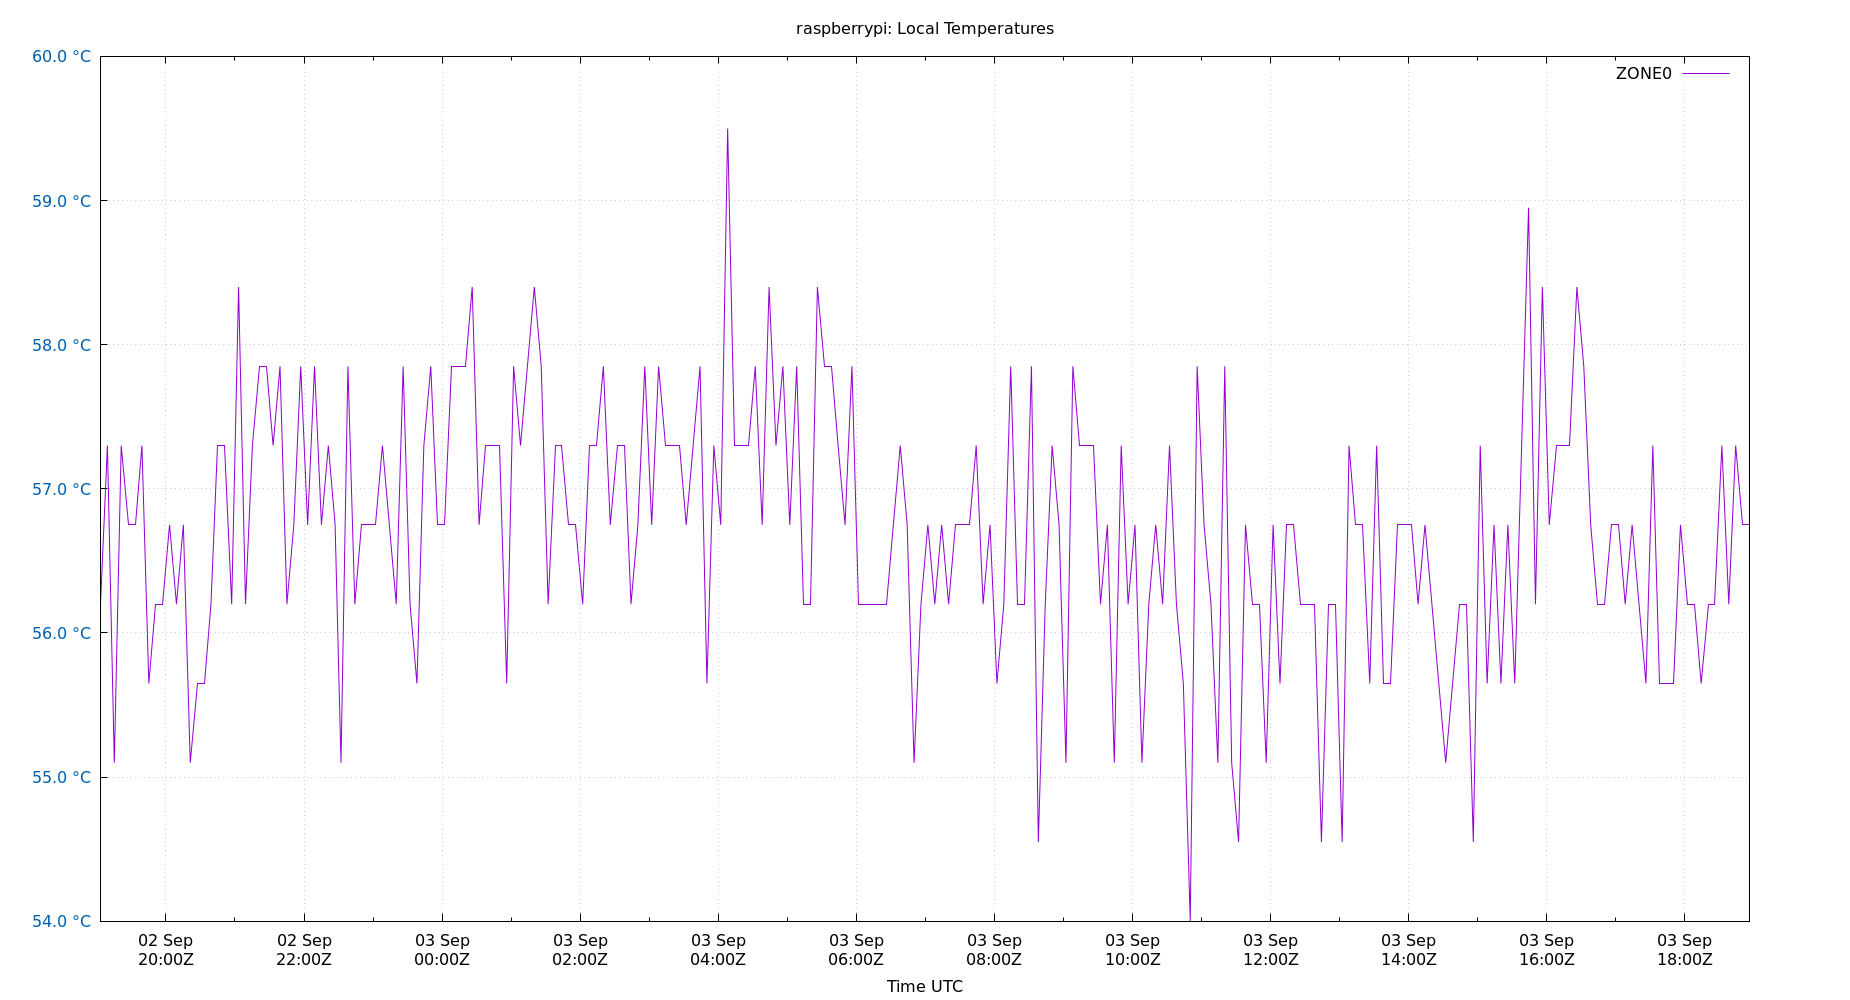 raspberrypi: Local Temperatures
60.0 °C
59.0 °C
58.0 °C
57.0 °C
56.0 °C
55.0 °C
54.0 °C
ZONE0
02 Sep 02 Sep 03 Sep 03 Sep 03 Sep 03 Sep 03 Sep 03 Sep 03 Sep 03 Sep 03 Sep 03 Sep
20:00Z 22:00Z 00:00Z 02:00Z 04:00Z 06:00Z 08:00Z 10:00Z 12:00Z 14:00Z 16:00Z 18:00Z
Time UTC